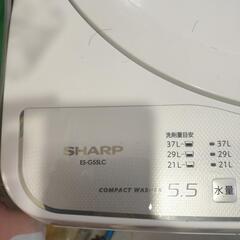 洗剤量目安
37L 37L
29L 29L
21L 21L
SHARP
ES-G55LC
COMPACT WASHER
5.5 水量